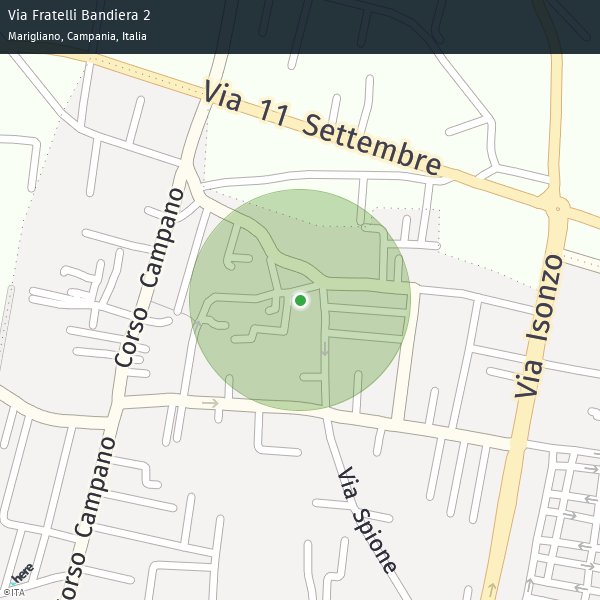 Via Fratelli Bandiera 2
Marigliano, Campania, Italia
Via 11 Settembre
Corso Campano
Via Isonzo
Corso Campano
Via Spione
here
©ITA